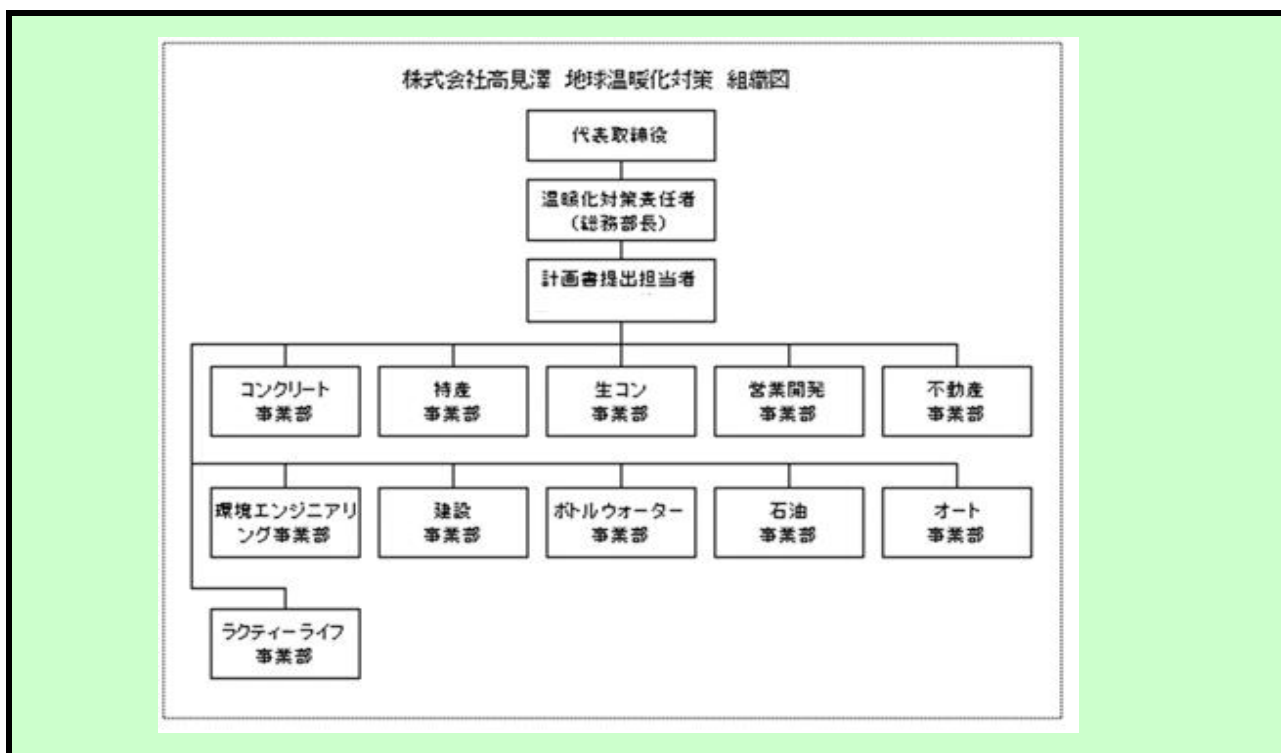 株式会社高見澤 地球温暖化対策 組織図
代表取締役
温暖化対策責任者
(総務部長)
計画書提出担当者
コンクリート
事業部
特産
事業部
生コン
事業部
営業開発
事業部
不動産
事業部
環境エンジニアリ
ング事業部
建設
事業部
ボトルウォーター
事業部
石油
事業部
オート
事業部
ラクティーライフ
事業部